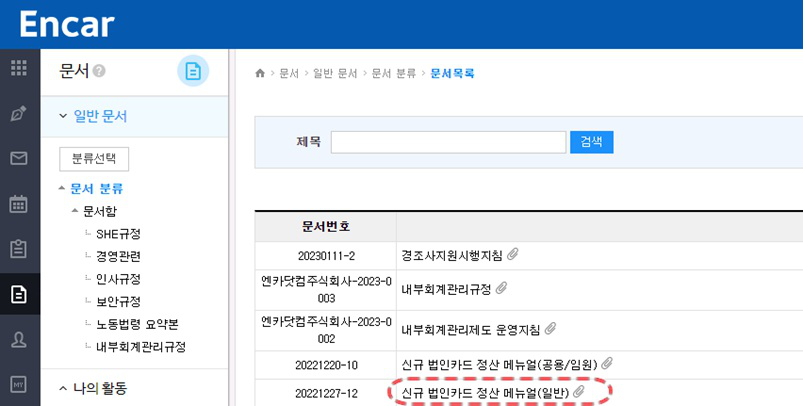 Encar
문서 ?
일반 문서
분류선택
문서 분류
문서함
SHE규정
경영관련
인사규정
보안규정
노동법령 요약본
내부회계관리규정
나의 활동
MY
문서 > 일반 문서 > 문서 분류 > 문서목록
제목
검색
문서번호
20230111-2 경조사지원시행지침
엔카닷컴주식회사-2023-0
003
내부회계관리규정
엔카닷컴주식회사-2023-0
002
내부회계관리제도 운영지침
20221220-10 신규 법인카드 정산 메뉴얼(공용/임원)
20221227-12 신규 법인카드 정산 메뉴얼(일반)